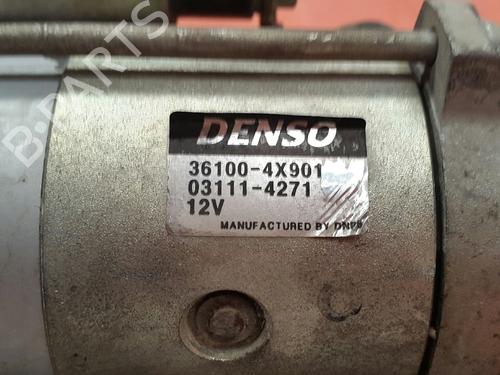 DENSO
36100-4X901
03111-4271
12V
MANUFACTURED BY
B-PARTS